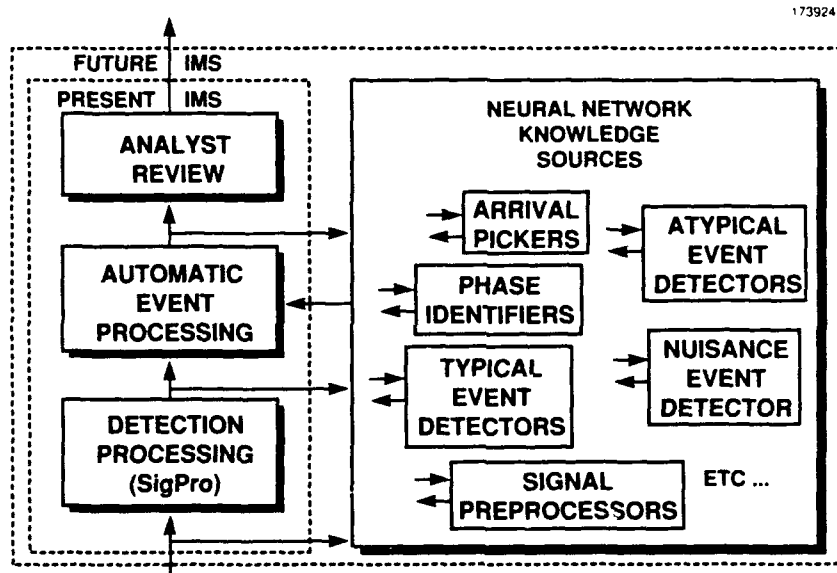 173924
FUTURE IMS
PRESENT IMS
ANALYST
REVIEW
AUTOMATIC
EVENT
PROCESSING
DETECTION
PROCESSING
(SigPro)
NEURAL NETWORK
KNOWLEDGE
SOURCES
ARRIVAL
PICKERS
ATYPICAL
EVENT
DETECTORS
PHASE
IDENTIFIERS
TYPICAL
EVENT
DETECTORS
NUISANCE
EVENT
DETECTOR
SIGNAL
PREPROCESSORS
ETC ...